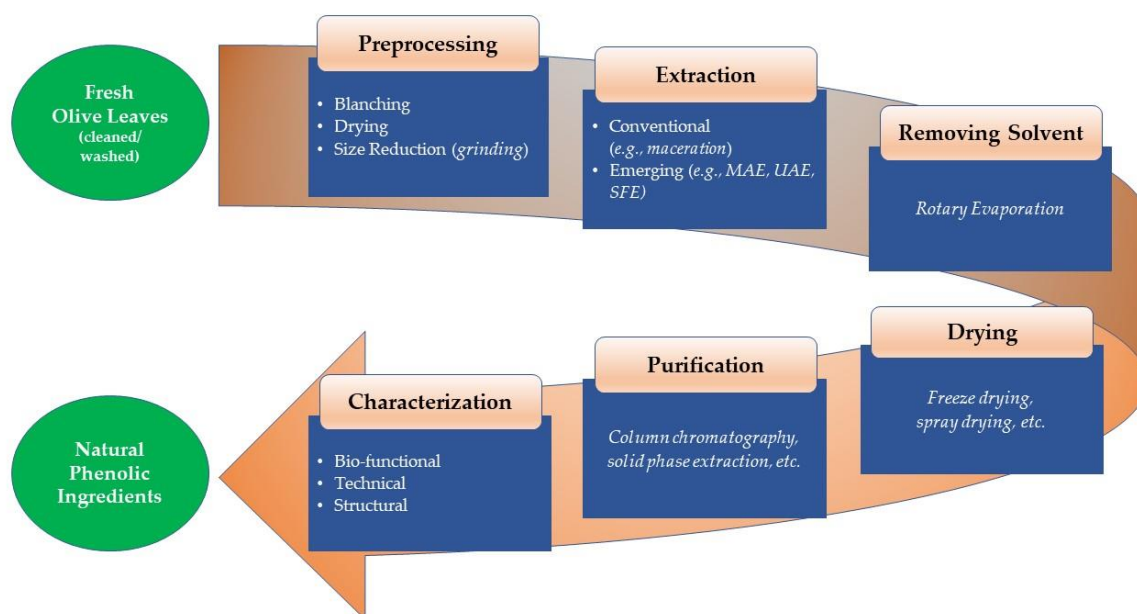 Fresh
Olive Leaves
(cleaned/
washed)
Preprocessing
• Blanching
• Drying
• Size Reduction (grinding)
Extraction
• Conventional
(e.g., maceration)
• Emerging (e.g., MAE, UAE,
SFE)
Removing Solvent
Rotary Evaporation
Drying
Freeze drying,
spray drying, etc.
Purification
Column chromatography,
solid phase extraction, etc.
Characterization
• Bio-functional
• Technical
• Structural
Natural
Phenolic
Ingredients